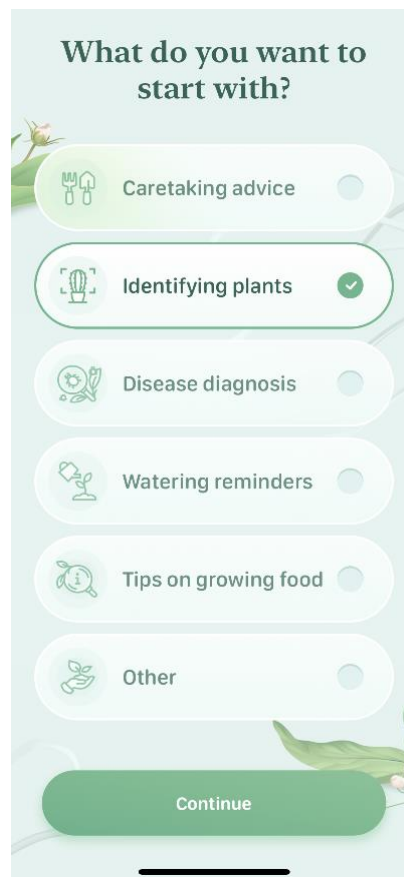 What do you want to
start with?
Caretaking advice
Identifying plants
Disease diagnosis
Watering reminders
Tips on growing food
Other
Continue